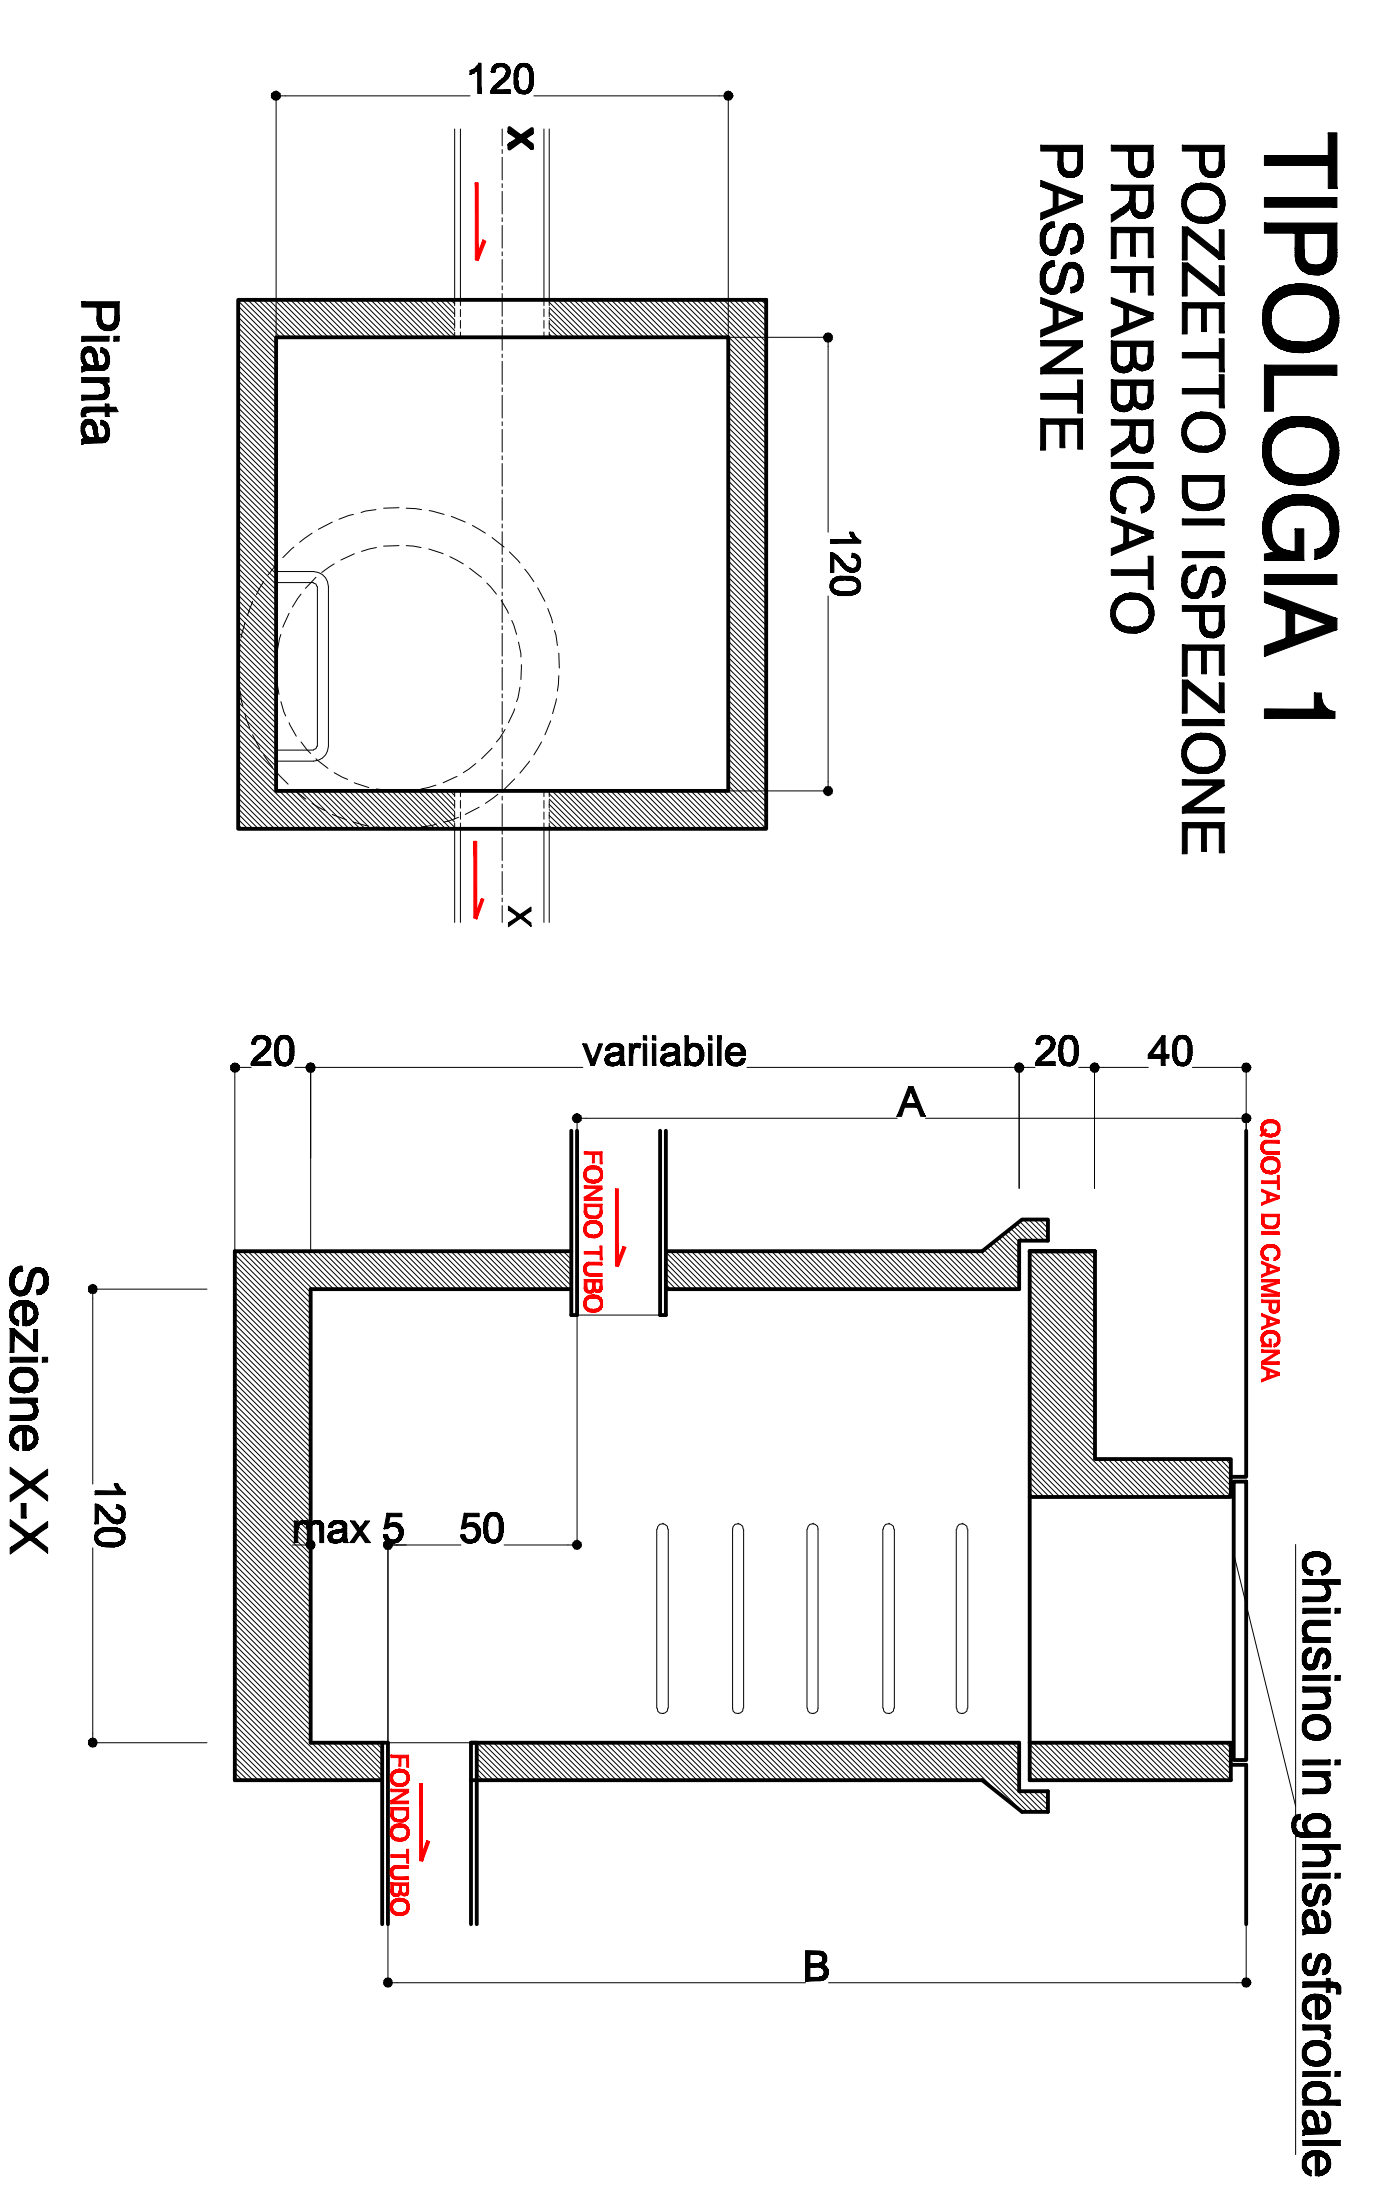 TIPOLOGIA 1
POZZETTO DI ISPEZIONE
PREFABBRICATO
PASSANTE
120
120
x
x
Pianta
chiusino in ghisa sferoidale
QUOTA DI CAMPAGNA
40
20
variiabile
20
A
FONDO TUBO
50
max 5
FONDO TUBO
B
120
Sezione X-X